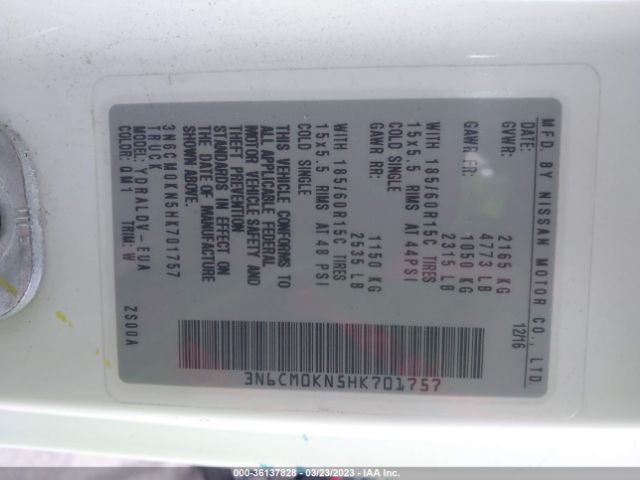 MFD. BY NISSAN MOTOR CO., LTD.
DATE: 12/16
GVWR: 2165 KG
4773 LB
GAWR FR: 1050 KG
2315 LB
WITH 185/60R15C TIRES
15x5.5 RIMS AT 44PSI
COLD SINGLE
GAWR RR: 1150 KG
2535 LB
WITH 185/60R15C TIRES
15x5.5 RIMS AT 48 PSI
COLD SINGLE
THIS VEHICLE CONFORMS TO
ALL APPLICABLE FEDERAL
MOTOR VEHICLE SAFETY AND
THEFT PREVENTION
STANDARDS IN EFFECT ON
THE DATE OF MANUFACTURE
SHOWN ABOVE.
3N6CM0KN5HK701757
TRUCK
YDRALDV-EUA
COLOR: QM1 TRIM: W
ZS00A
3N6CM0KN5HK701757
000-36137828 - 03/23/2023 - IAA Inc.